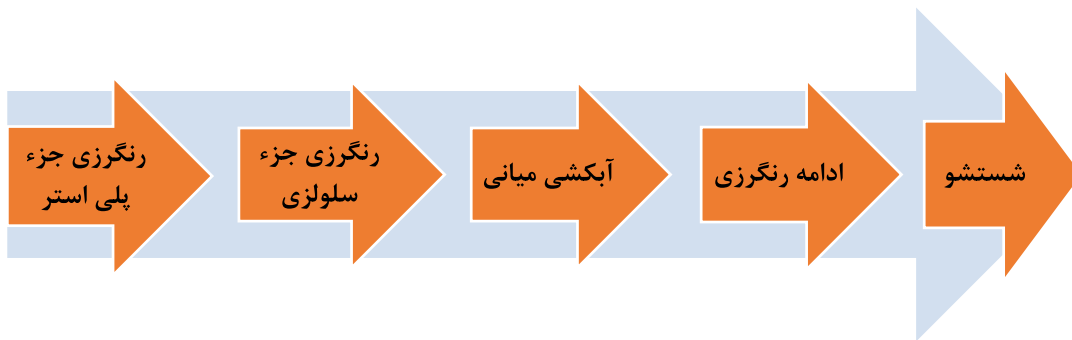 رنگرزی جزء
پلی استر
رنگرزی جزء
سلولزی
آبکشی میانی
ادامه رنگرزی
شستشو